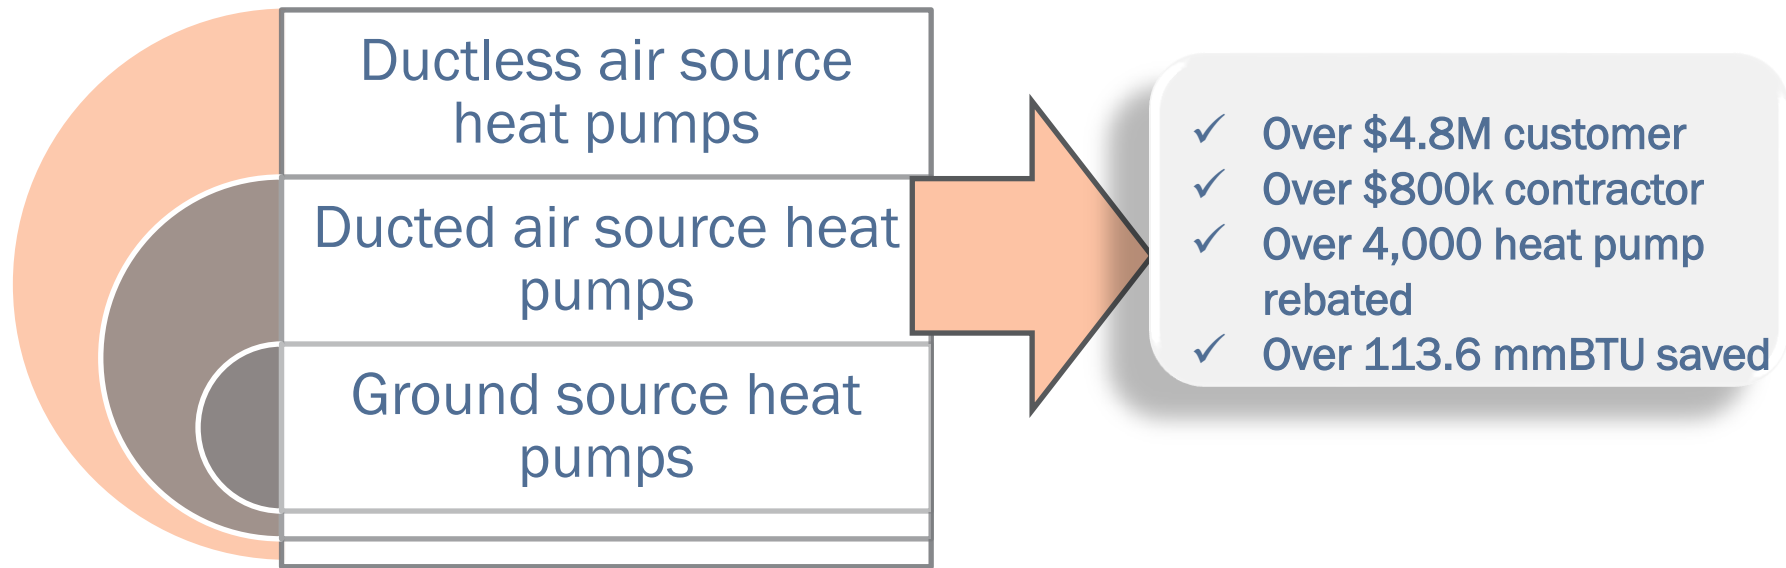 Ductless air source
heat pumps
Ducted air source heat
pumps
Ground source heat
pumps
✓ Over $4.8M customer
✓ Over $800k contractor
✓ Over 4,000 heat pump
rebated
✓ Over 113.6 mmBTU saved